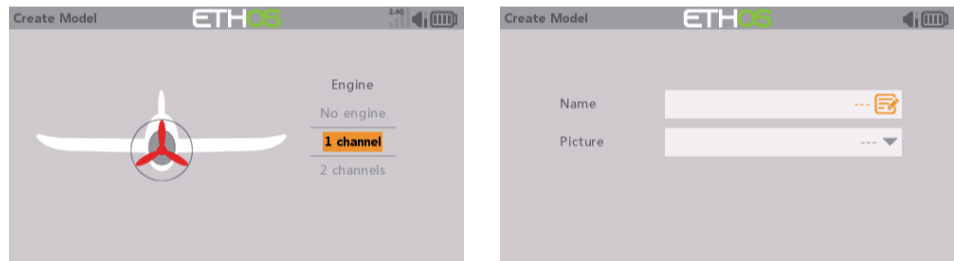 Create Model
ETHOS
2.4G
Engine
No engine
1 channel
2 channels
Create Model
ETHOS
Name
---
Picture
---